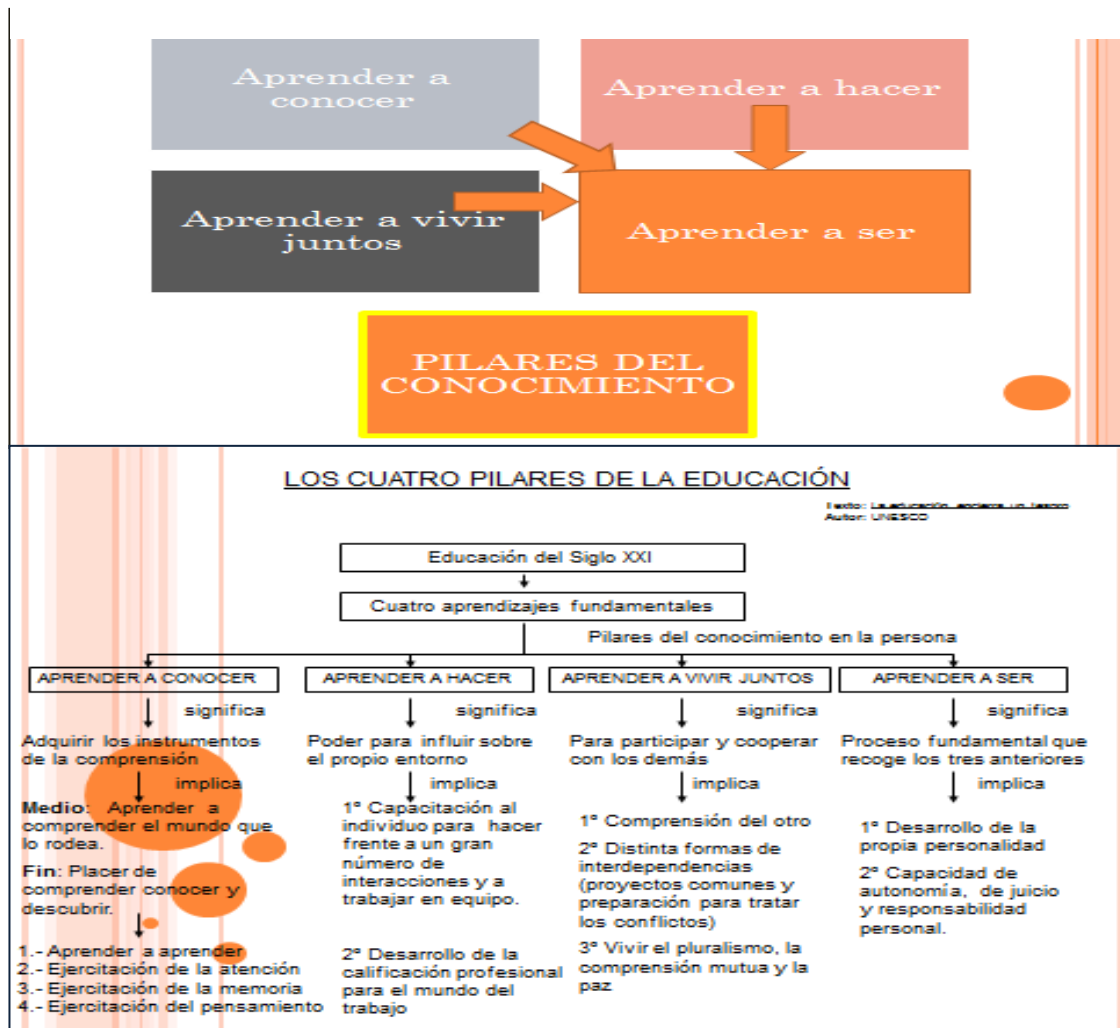 Aprender a
conocer
Aprender a hacer
Aprender a vivir
juntos
Aprender a ser
PILARES DEL
CONOCIMIENTO
LOS CUATRO PILARES DE LA EDUCACIÓN
Texto: La educación encierra un tesoro
Autor: UNESCO
Educación del Siglo XXI
Cuatro aprendizajes fundamentales
Pilares del conocimiento en la persona
APRENDER A CONOCER
significa
Adquirir los instrumentos
de la comprensión
implica
Medio: Aprender a
comprender el mundo que
lo rodea.
Fin: Placer de
comprender conocer y
descubrir.
1.- Aprender a aprender
2.- Ejercitación de la atención
3.- Ejercitación de la memoria
4.- Ejercitación del pensamiento
APRENDER A HACER
significa
Poder para influir sobre
el propio entorno
implica
1º Capacitación al
individuo para hacer
frente a un gran
número de
interacciones y a
trabajar en equipo.
2º Desarrollo de la
calificación profesional
para el mundo del
trabajo
APRENDER A VIVIR JUNTOS
significa
Para participar y cooperar
con los demás
implica
1º Comprensión del otro
2º Distinta formas de
interdependencias
(proyectos comunes y
preparación para tratar
los conflictos)
3º Vivir el pluralismo, la
comprensión mutua y la
paz
APRENDER A SER
significa
Proceso fundamental que
recoge los tres anteriores
implica
1º Desarrollo de la
propia personalidad
2º Capacidad de
autonomía, de juicio
y responsabilidad
personal.